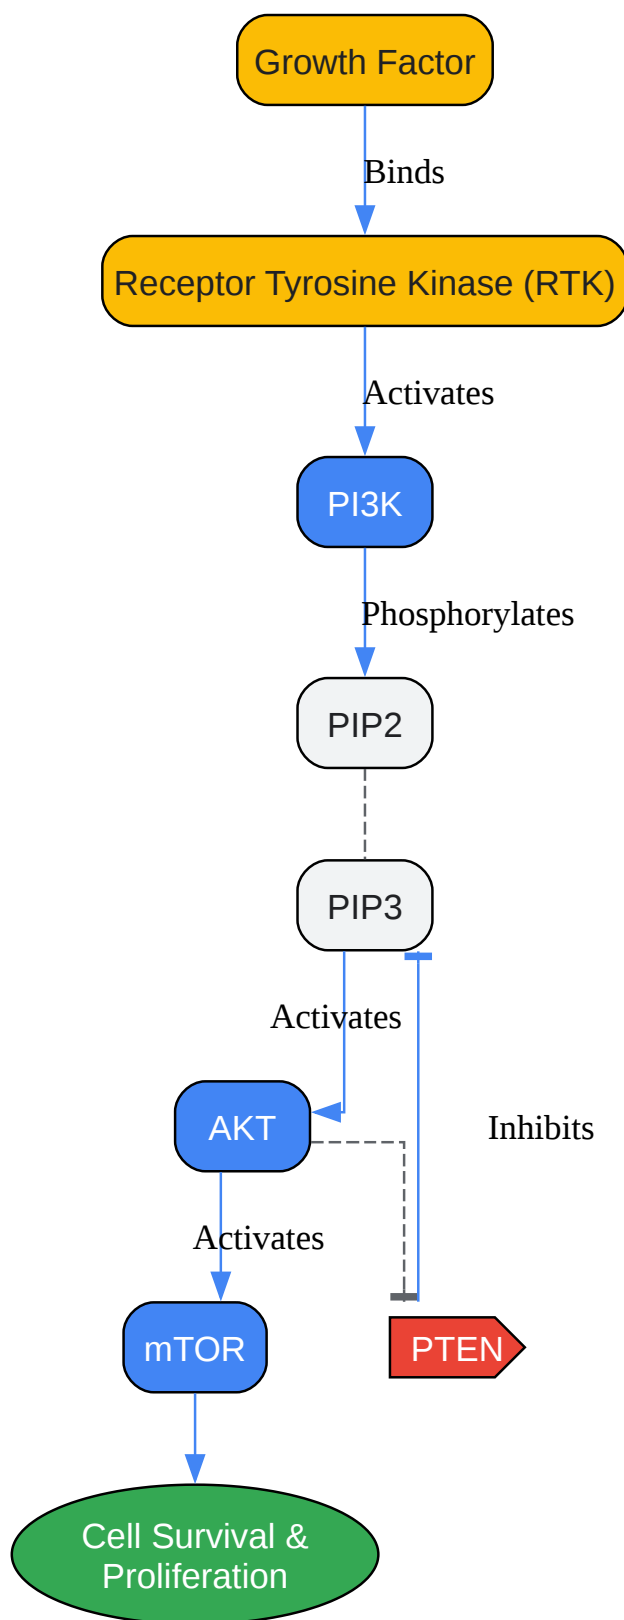 Growth Factor
Binds
Receptor Tyrosine Kinase (RTK)
Activates
PI3K
Phosphorylates
PIP2
PIP3
Activates
AKT
Inhibits
Activates
mTOR
PTEN
Cell Survival &
Proliferation